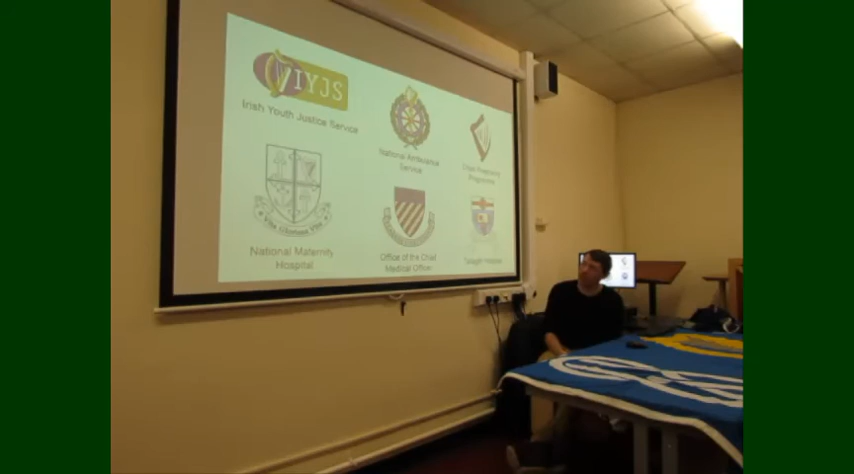 IYJS
Irish Youth Justice Service
National Ambulance
Service
National Maternity
Hospital
Office of the Chief
Medical Officer